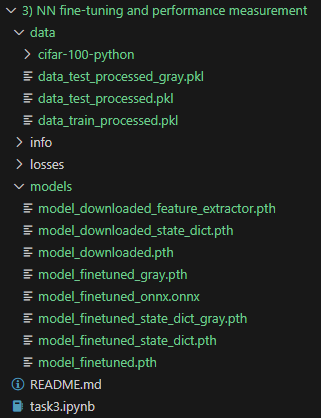 3) NN fine-tuning and performance measurement
data
cifar-100-python
data_test_processed_gray.pkl
data_test_processed.pkl
data_train_processed.pkl
info
losses
models
model_downloaded_feature_extractor.pth
model_downloaded_state_dict.pth
model_downloaded.pth
model_finetuned_gray.pth
model_finetuned_onnx.onnx
model_finetuned_state_dict_gray.pth
model_finetuned_state_dict.pth
model_finetuned.pth
README.md
task3.ipynb